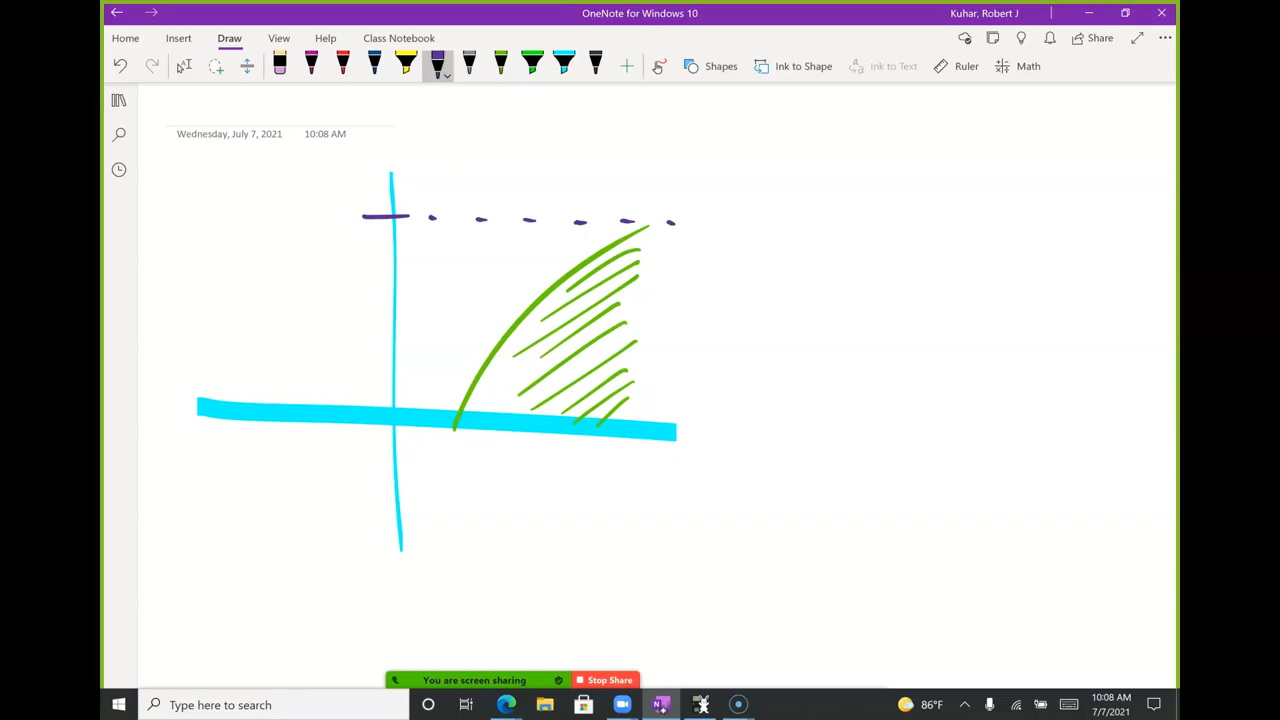 OneNote for Windows 10
Kuhar, Robert J
Home Insert Draw View Help Class Notebook
Share
Shapes Ink to Shape Ink to Text Ruler Math
Wednesday, July 7, 2021 10:08 AM
You are screen sharing Stop Share
Type here to search
86°F
10:08 AM
7/7/2021